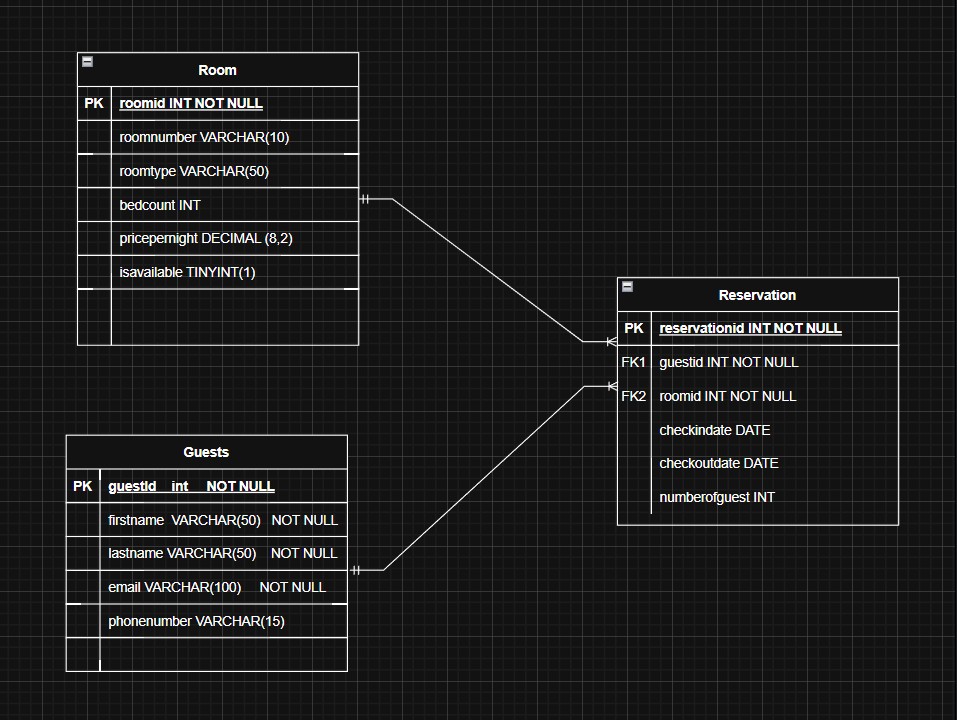 Room
PK roomid INT NOT NULL
roomnumber VARCHAR(10)
roomtype VARCHAR(50)
bedcount INT
pricepernight DECIMAL (8,2)
isavailable TINYINT(1)
Reservation
PK reservationid INT NOT NULL
FK1 guestid INT NOT NULL
FK2 roomid INT NOT NULL
checkindate DATE
checkoutdate DATE
numberofguest INT
Guests
PK guestid int NOT NULL
firstname VARCHAR(50) NOT NULL
lastname VARCHAR(50) NOT NULL
email VARCHAR(100) NOT NULL
phonenumber VARCHAR(15)